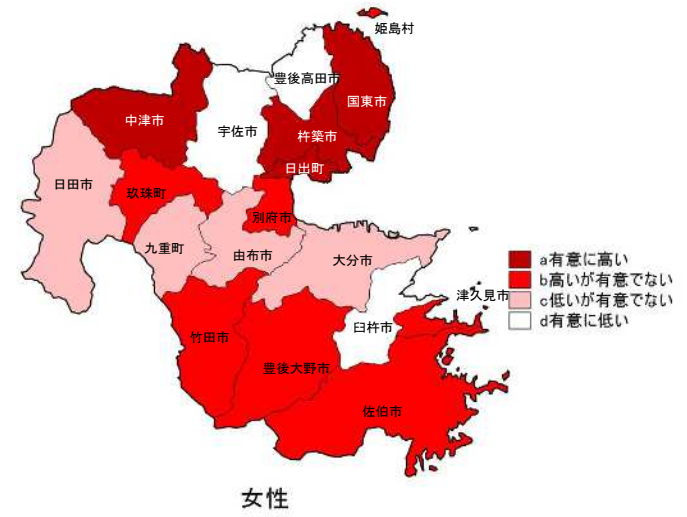 姫島村
豊後高田市
国東市
中津市
宇佐市
杵築市
日出町
日田市
玖珠町
別府市
九重町
由布市
大分市
a有意に高い
b高いが有意でない
c低いが有意でない
d有意に低い
津久見市
臼杵市
竹田市
豊後大野市
佐伯市
女性